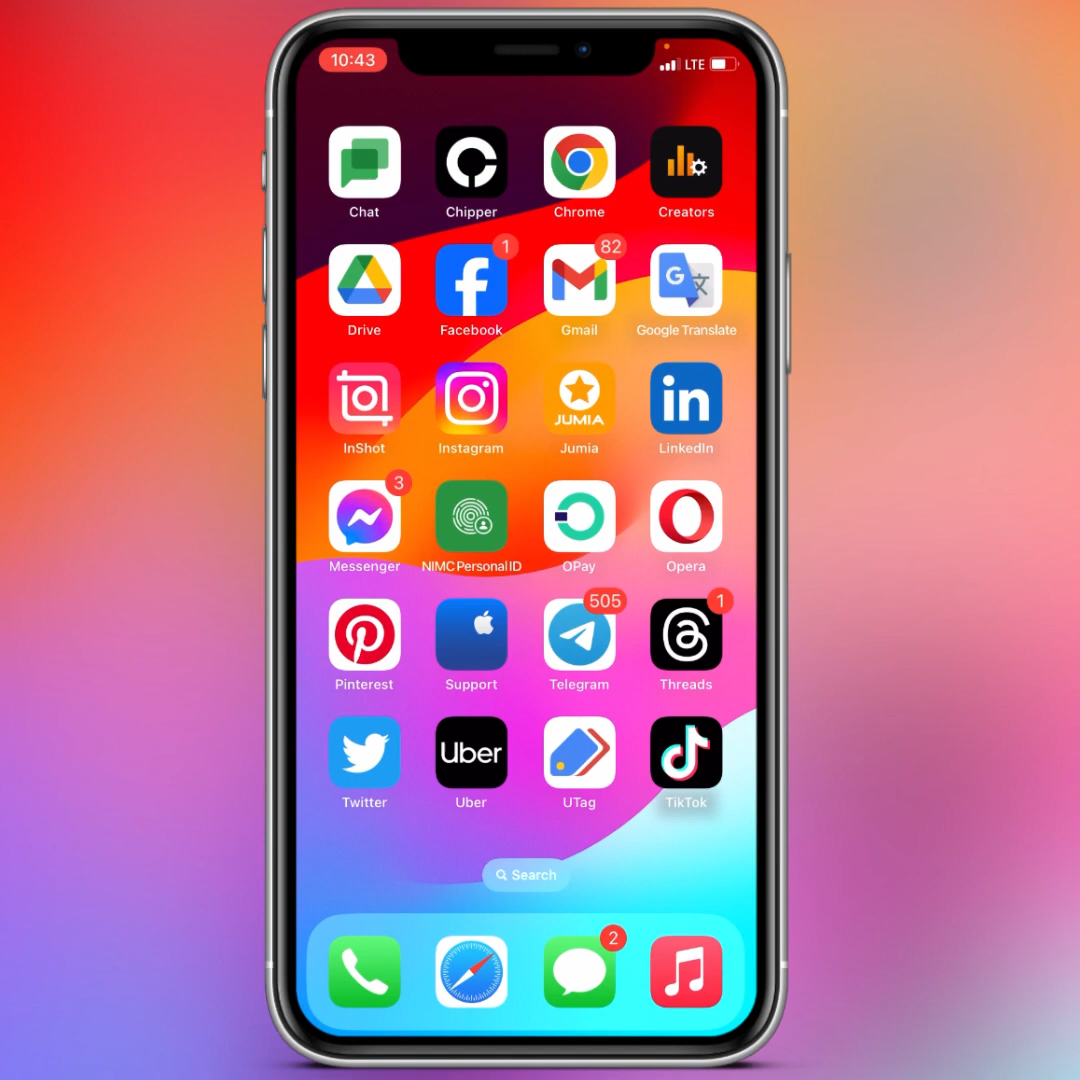 10:43
LTE
Chat
Chipper
Chrome
Creators
1
82
G
文
Drive
Facebook
Gmail
Google Translate
JUMIA
in
InShot
Instagram
Jumia
LinkedIn
3
Messenger
NIMC Personal ID
OPay
Opera
505
1
Pinterest
Support
Telegram
Threads
Uber
Twitter
Uber
UTag
TikTok
Search
2